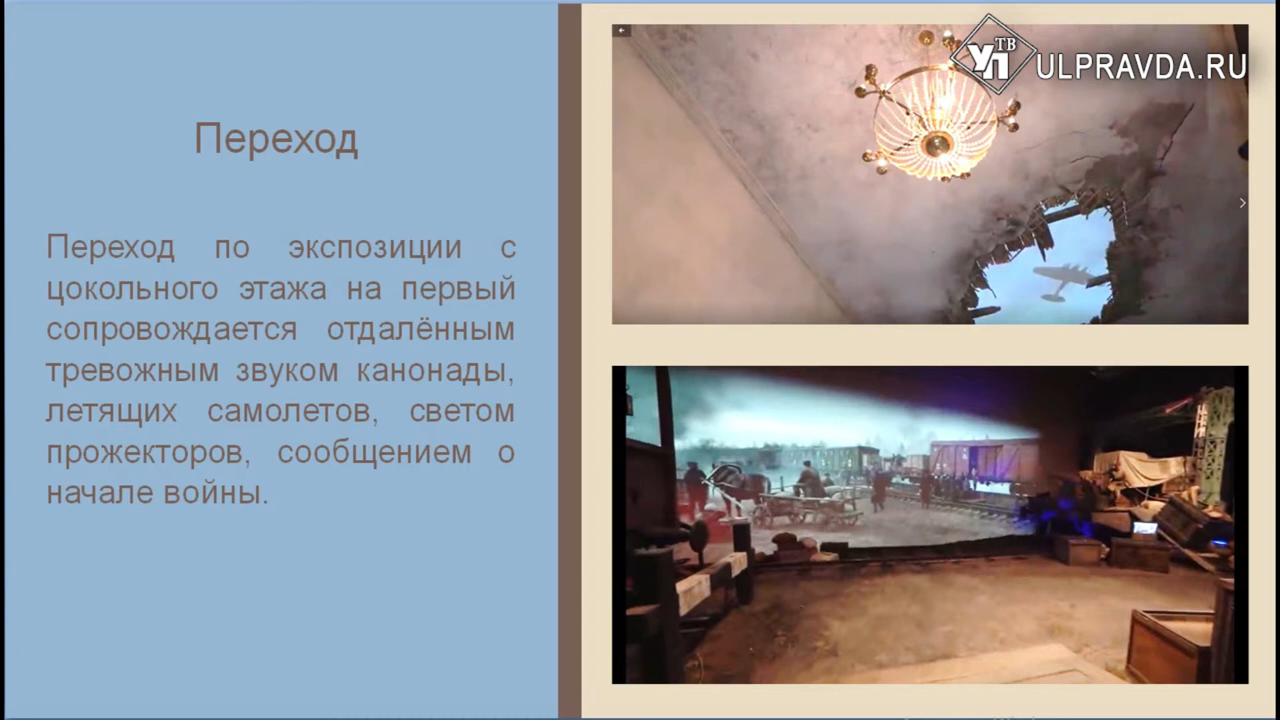 Переход
Переход по экспозиции с
цокольного этажа на первый
сопровождается отдалённым
тревожным звуком канонады,
летящих самолетов, светом
прожекторов, сообщением о
начале войны.
УП ТВ
ULPRAVDA.RU